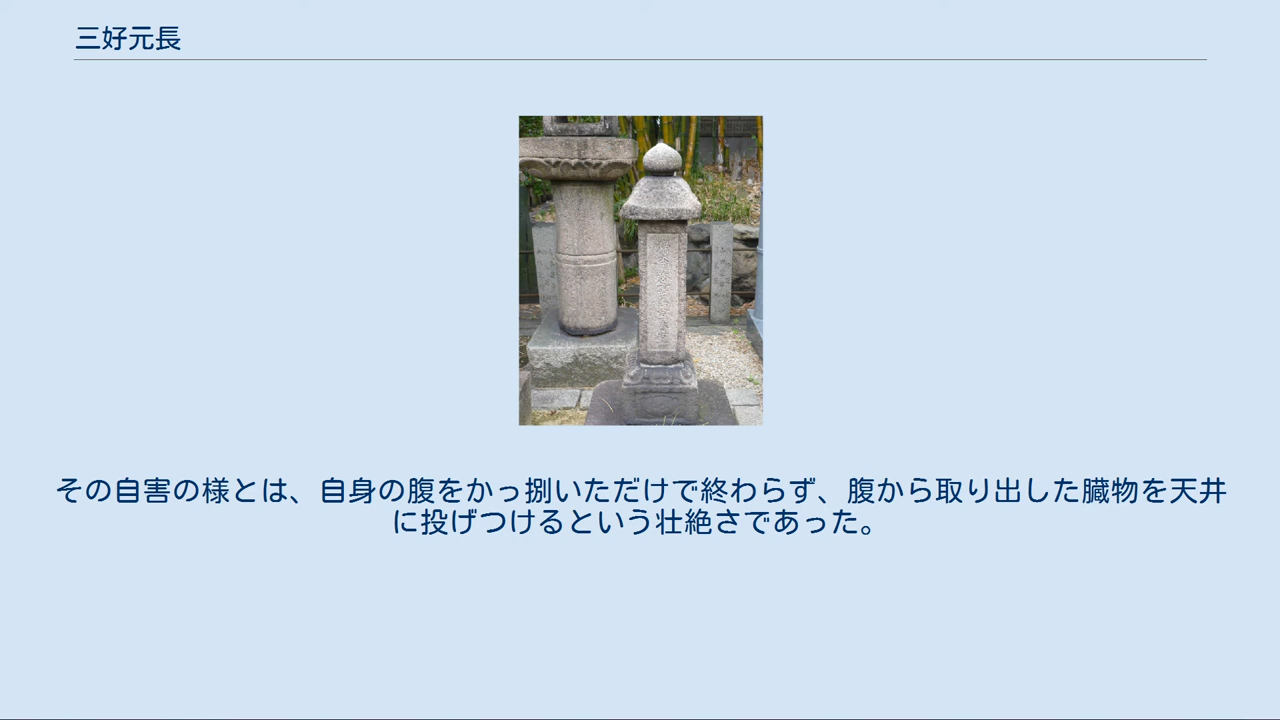 三好元長
その自害の様とは、自身の腹をかっ捌いただけで終わらず、腹から取り出した臓物を天井
に投げつけるという壮絶さであった。